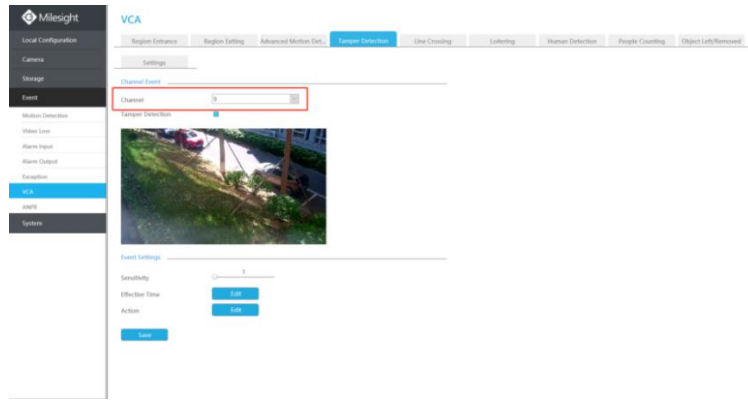 Milesight
VCA
Local Configuration
Camera
Storage
Event
Motion Detection
Video Loss
Alarm Input
Alarm Output
Exception
VCA
ANPR
System
Region Entrance
Region Exiting
Advanced Motion Det...
Tamper Detection
Line Crossing
Loitering
Human Detection
People Counting
Object Left/Removed
Settings
Channel Event
Channel
9
Tamper Detection
Event Settings
Sensitivity
1
Effective Time
Edit
Action
Edit
Save